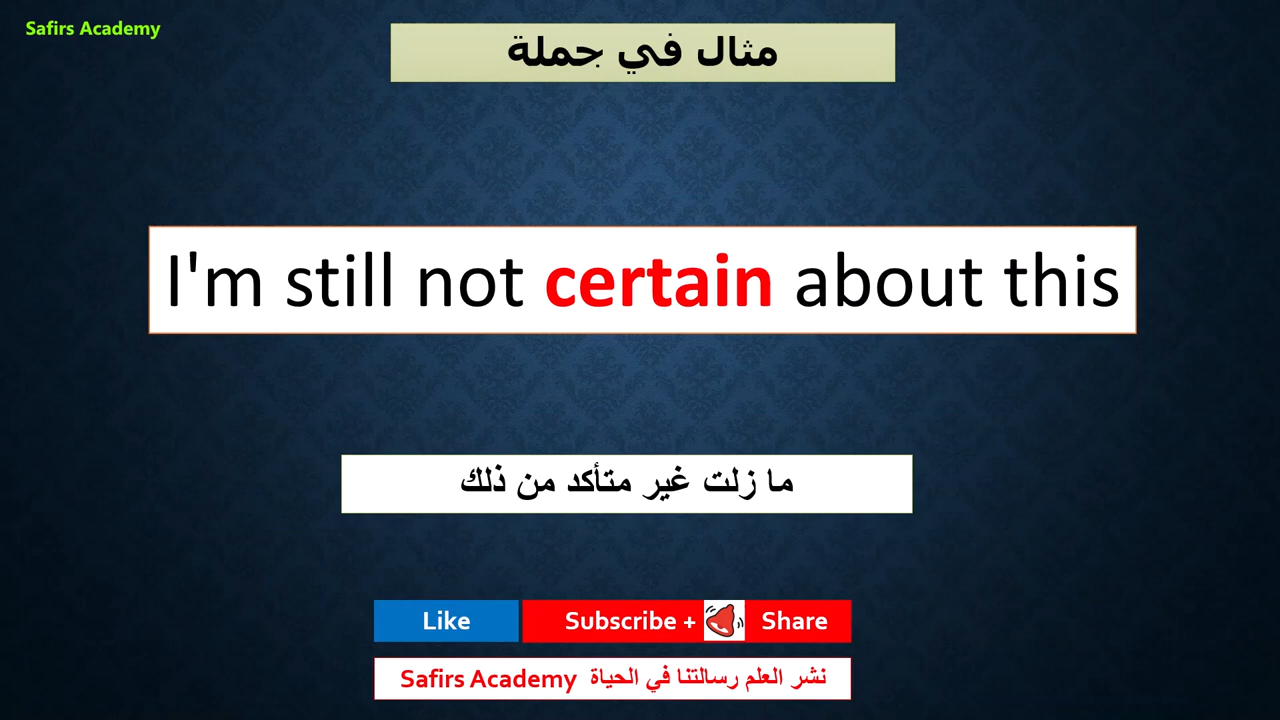 Safirs Academy
مثال في جملة
I'm still not certain about this
ما زلت غير متأكد من ذلك
Like Subscribe + Share
نشر العلم رسالتنا في الحياة Safirs Academy